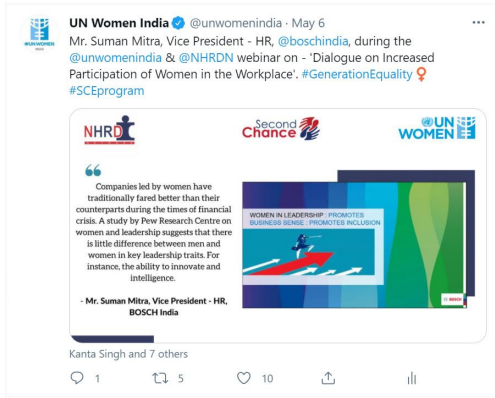 UN Women India @unwomenindia · May 6
Mr. Suman Mitra, Vice President - HR, @boschindia, during the
@unwomenindia & @NHRDN webinar on - 'Dialogue on Increased
Participation of Women in the Workplace'. #GenerationEquality
#SCEprogram
UN WOMEN
NHRD
NETWORK
Second
Chance
UN
WOMEN
Companies led by women have
traditionally fared better than their
counterparts during the times of financial
crisis. A study by Pew Research Centre on
women and leadership suggests that there
is little difference between men and
women in key leadership traits. For
instance, the ability to innovate and
intelligence.
- Mr. Suman Mitra, Vice President - HR,
BOSCH India
WOMEN IN LEADERSHIP : PROMOTES
BUSINESS SENSE : PROMOTES INCLUSION
BOSCH
Kanta Singh and 7 others
1 5 10